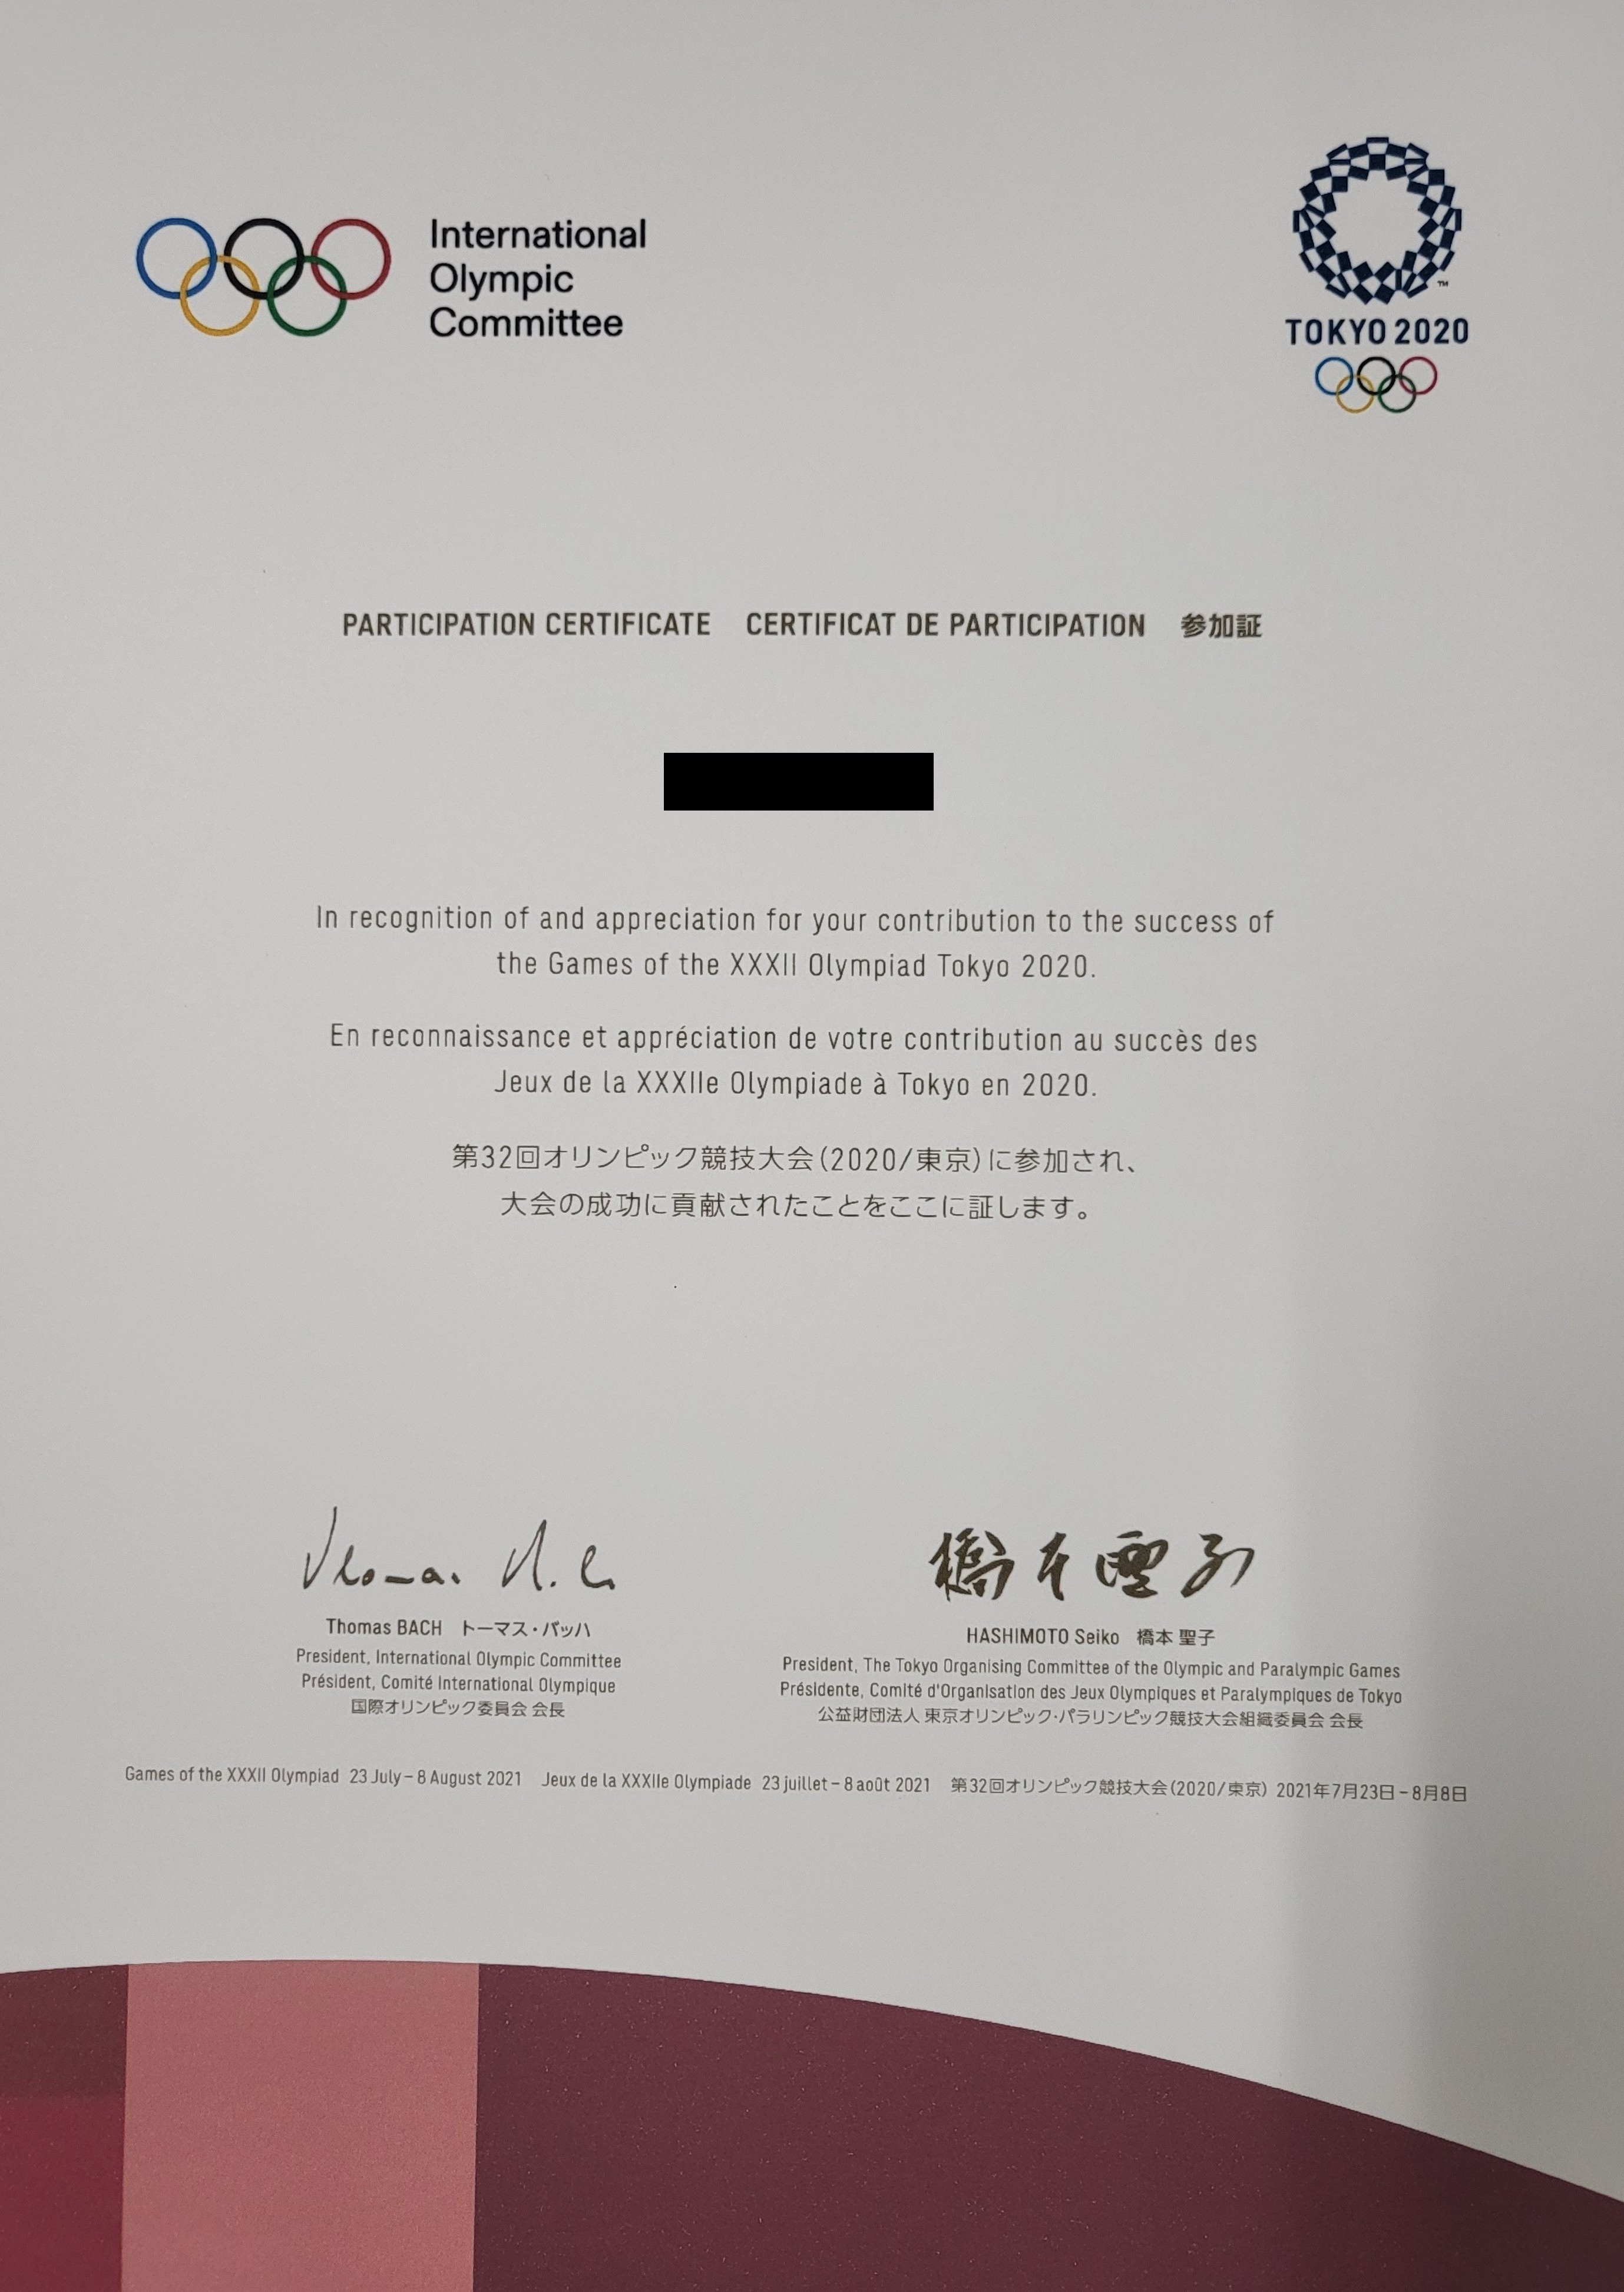 International
Olympic
Committee
TOKYO 2020
PARTICIPATION CERTIFICATE CERTIFICAT DE PARTICIPATION 参加証
In recognition of and appreciation for your contribution to the success of
the Games of the XXXII Olympiad Tokyo 2020.
En reconnaissance et appréciation de votre contribution au succès des
Jeux de la XXXIIe Olympiade à Tokyo en 2020.
第32回オリンピック競技大会(2020/東京)に参加され、
大会の成功に貢献されたことをここに証します。
橋本聖子
Thomas BACH トーマス・バッハ
President, International Olympic Committee
Président, Comité International Olympique
国際オリンピック委員会 会長
HASHIMOTO Seiko 橋本 聖子
President, The Tokyo Organising Committee of the Olympic and Paralympic Games
Présidente, Comité d'Organisation des Jeux Olympiques et Paralympiques de Tokyo
公益財団法人 東京オリンピック・パラリンピック競技大会組織委員会 会長
Games of the XXXII Olympiad 23 July – 8 August 2021 Jeux de la XXXIIe Olympiade 23 juillet – 8 août 2021 第32回オリンピック競技大会(2020/東京) 2021年7月23日 – 8月8日